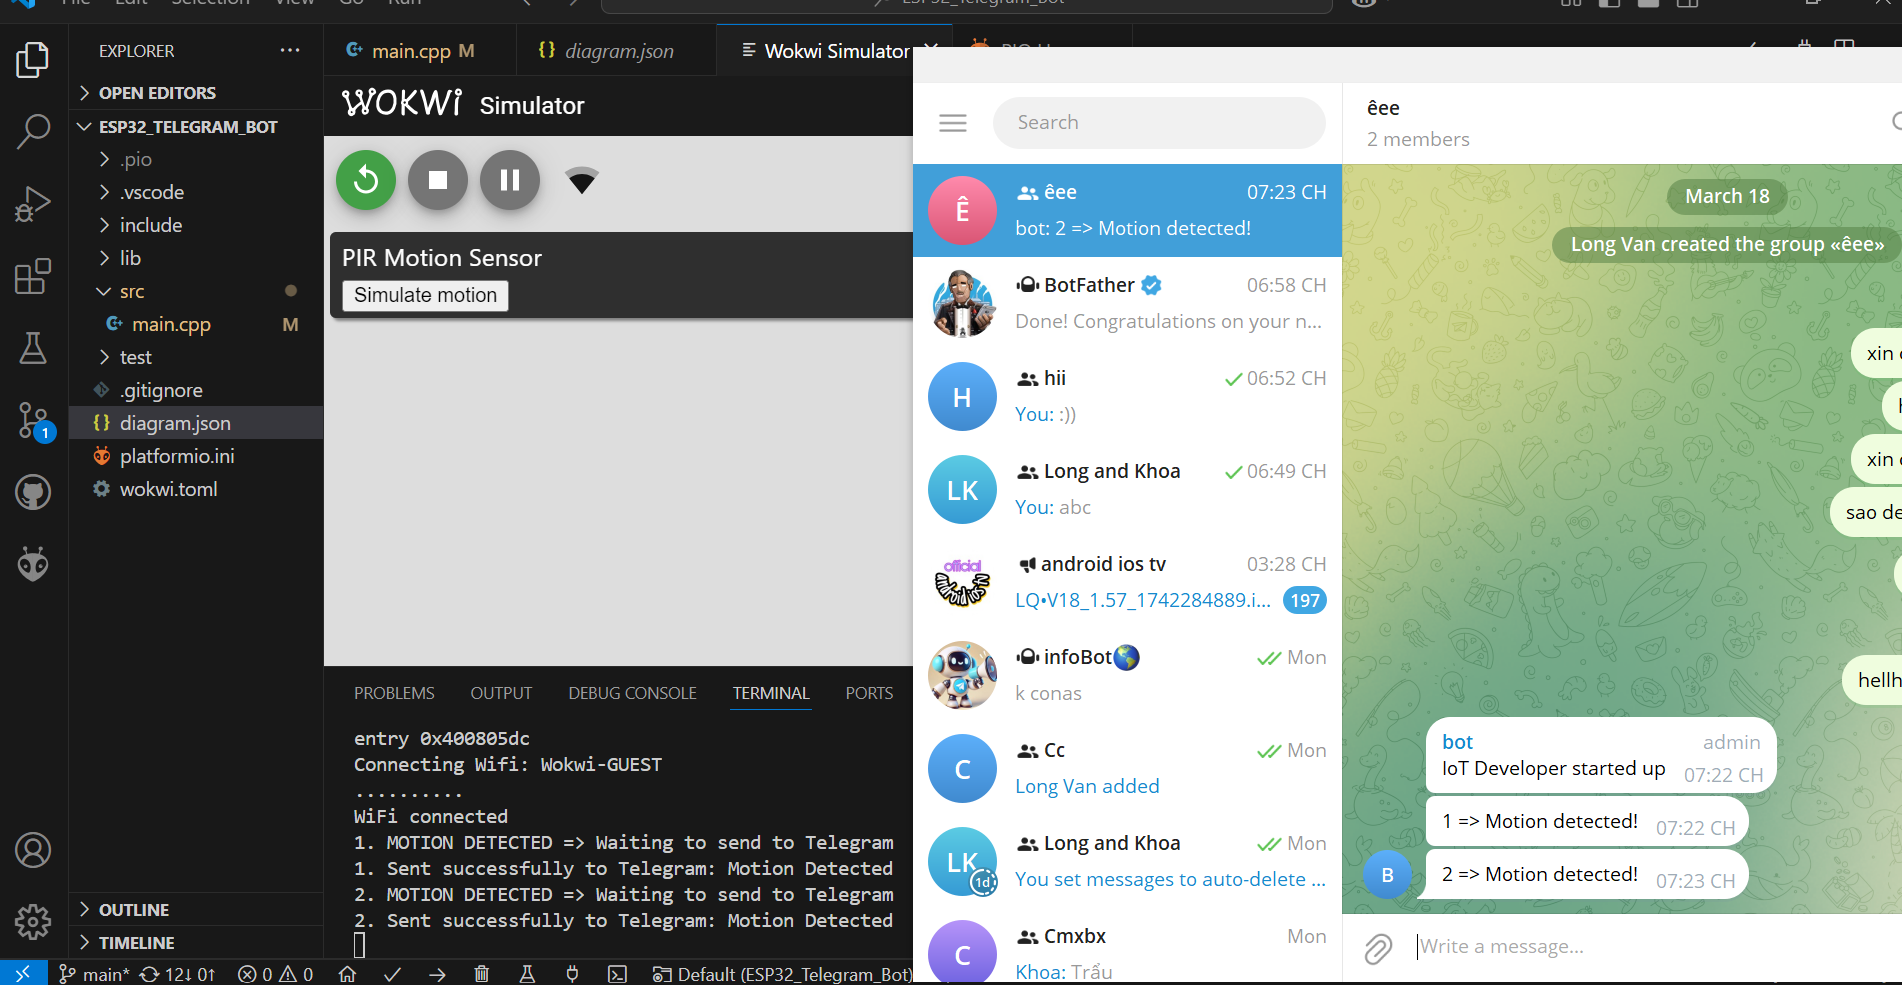 EXPLORER
OPEN EDITORS
ESP32_TELEGRAM_BOT
.pio
.vscode
include
lib
src
main.cpp M
test
.gitignore
diagram.json
platformio.ini
wokwi.toml
OUTLINE
TIMELINE
main.cpp M
diagram.json
Wokwi Simulator
WOKWi Simulator
PIR Motion Sensor
Simulate motion
PROBLEMS OUTPUT DEBUG CONSOLE TERMINAL PORTS
entry 0x400805dc
Connecting Wifi: Wokwi-GUEST
..........
WiFi connected
1. MOTION DETECTED => Waiting to send to Telegram
1. Sent successfully to Telegram: Motion Detected
2. MOTION DETECTED => Waiting to send to Telegram
2. Sent successfully to Telegram: Motion Detected
1
main* 12↓ 0↑ 0 0 Default (ESP32_Telegram_Bot)
Search
Ê
êee 07:23 CH
bot: 2 => Motion detected!
BotFather 06:58 CH
Done! Congratulations on your n...
H
hii 06:52 CH
You: :))
LK
Long and Khoa 06:49 CH
You: abc
official
android ios tv
android ios tv 03:28 CH
LQ•V18_1.57_1742284889.i... 197
infoBot🌎 Mon
k conas
C
Cc Mon
Long Van added
LK
1d
Long and Khoa Mon
You set messages to auto-delete ...
C
Cmxbx Mon
Khoa: Trẩu
êee
2 members
March 18
Long Van created the group «êee»
xin
xin
sao
hellh
bot admin
IoT Developer started up 07:22 CH
1 => Motion detected! 07:22 CH
B
2 => Motion detected! 07:23 CH
Write a message...